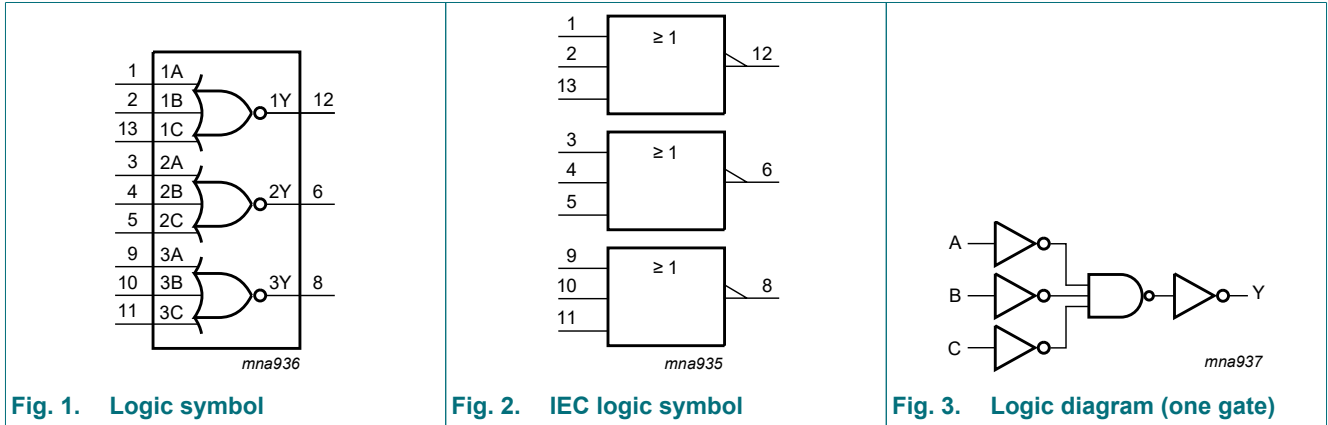 1 1A
2 1B 1Y 12
13 1C
3 2A
4 2B 2Y 6
5 2C
9 3A
10 3B 3Y 8
11 3C
mna936
Fig. 1. Logic symbol
1 ≥ 1
2 12
13
3 ≥ 1
4 6
5
9 ≥ 1
10 8
11
mna935
Fig. 2. IEC logic symbol
A
B Y
C
mna937
Fig. 3. Logic diagram (one gate)